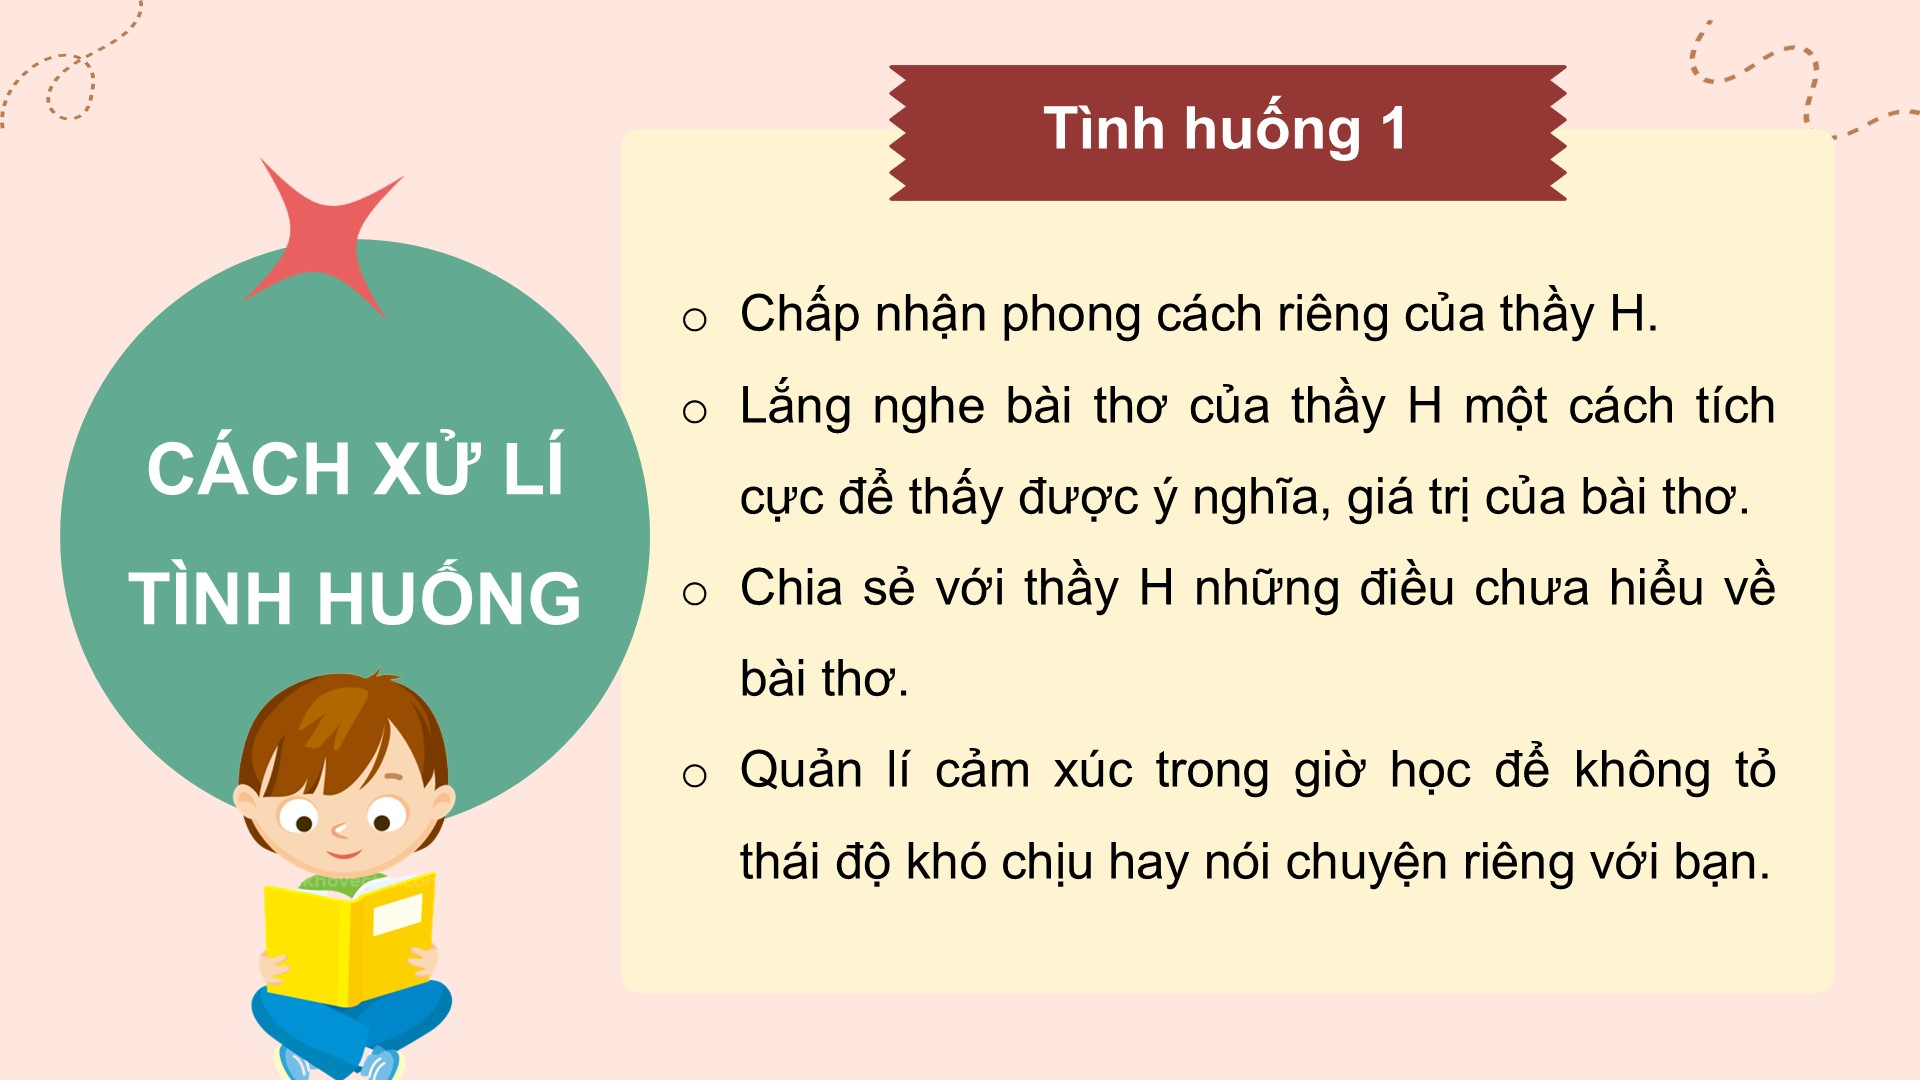 Tình huống 1
CÁCH XỬ LÍ
TÌNH HUỐNG
o Chấp nhận phong cách riêng của thầy H.
o Lắng nghe bài thơ của thầy H một cách tích
cực để thấy được ý nghĩa, giá trị của bài thơ.
o Chia sẻ với thầy H những điều chưa hiểu về
bài thơ.
o Quản lí cảm xúc trong giờ học để không tỏ
thái độ khó chịu hay nói chuyện riêng với bạn.